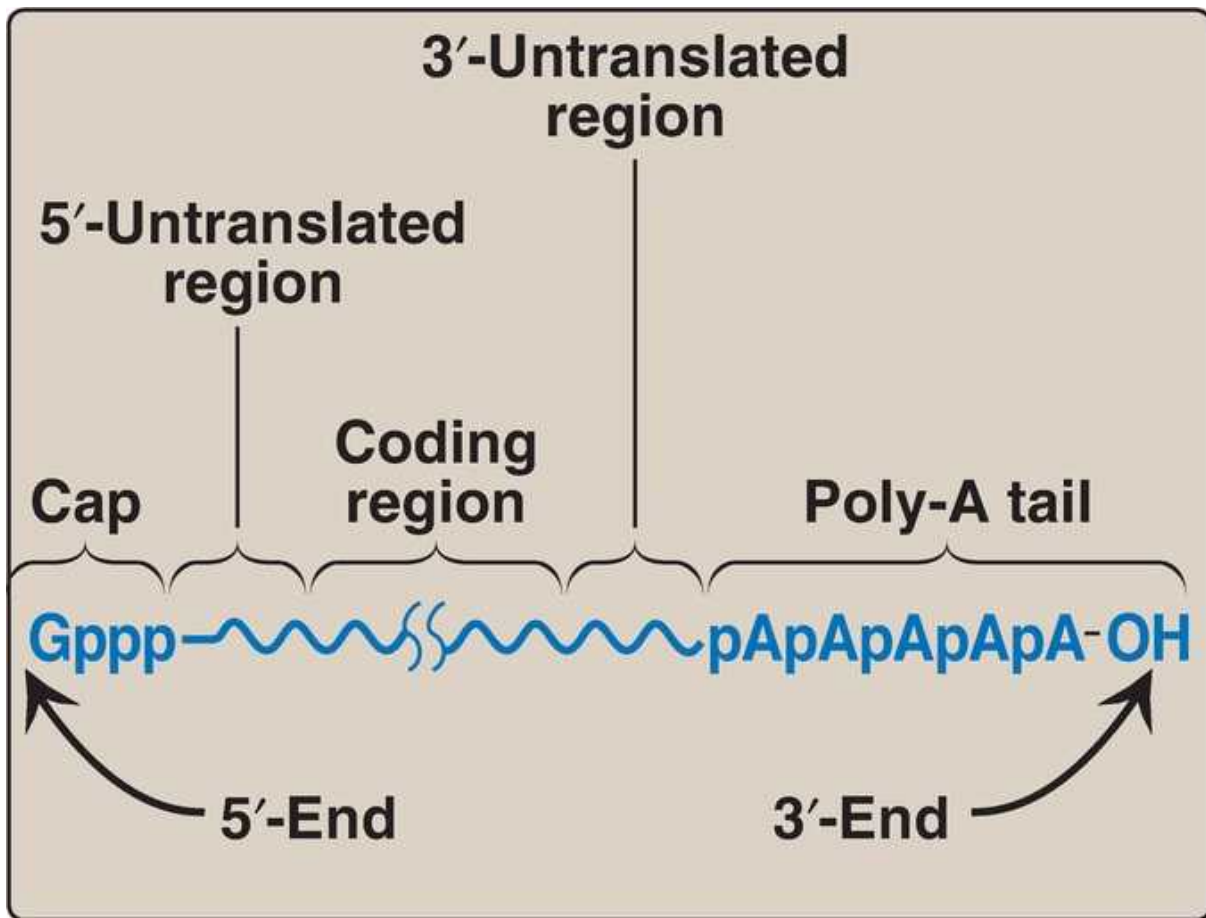 3′-Untranslated
region
5′-Untranslated
region
Coding
region
Cap
Poly-A tail
Gppp
pApApApApA-OH
5′-End
3′-End